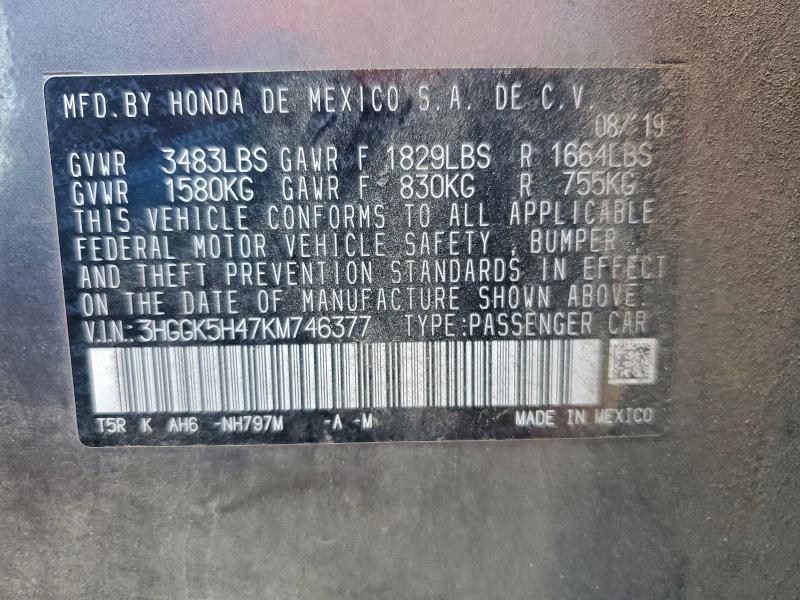 MFD. BY HONDA DE MEXICO S.A. DE C.V.
08/ 19
GVWR 3483LBS GAWR F 1829LBS R 1664LBS
GVWR 1580KG GAWR F 830KG R 755KG
THIS VEHICLE CONFORMS TO ALL APPLICABLE
FEDERAL MOTOR VEHICLE SAFETY , BUMPER ,
AND THEFT PREVENTION STANDARDS IN EFFECT
ON THE DATE OF MANUFACTURE SHOWN ABOVE.
V.I.N: 3HGGK5H47KM746377 TYPE:PASSENGER CAR
T5R K AH6 -NH797M -A -M MADE IN MEXICO